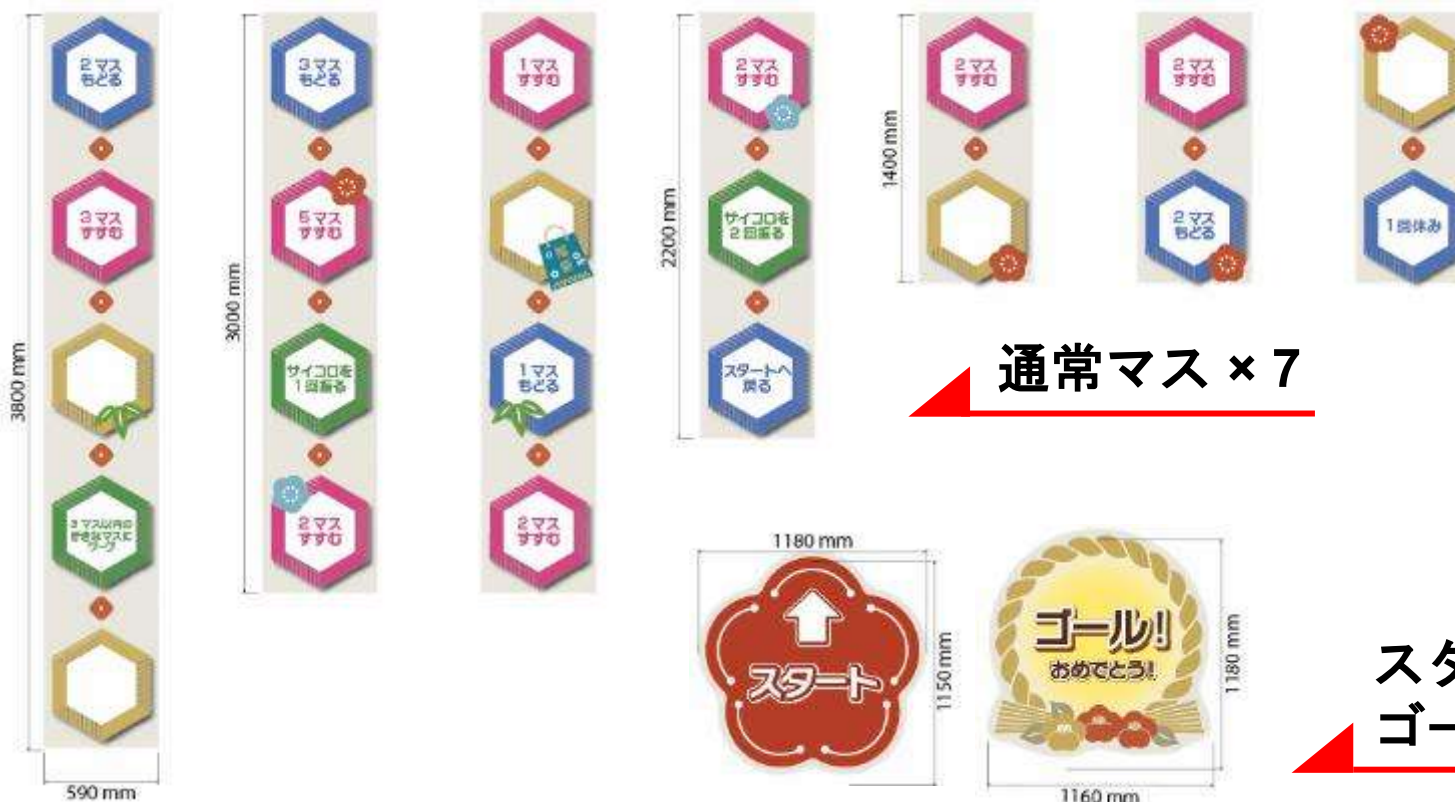 2マス
もどる
3マス
すすむ
3マス以内の
好きなマスに
ワープ
3800 mm
590 mm
3マス
もどる
5マス
すすむ
サイコロを
1回振る
2マス
すすむ
3000 mm
1マス
すすむ
1マス
もどる
2マス
すすむ
2マス
すすむ
サイコロを
2回振る
スタートへ
戻る
2200 mm
2マス
すすむ
1400 mm
2マス
すすむ
2マス
もどる
1回休み
通常マス×7
1180 mm
スタート
1150 mm
ゴール!
おめでとう!
1180 mm
1160 mm
スタ
ゴー